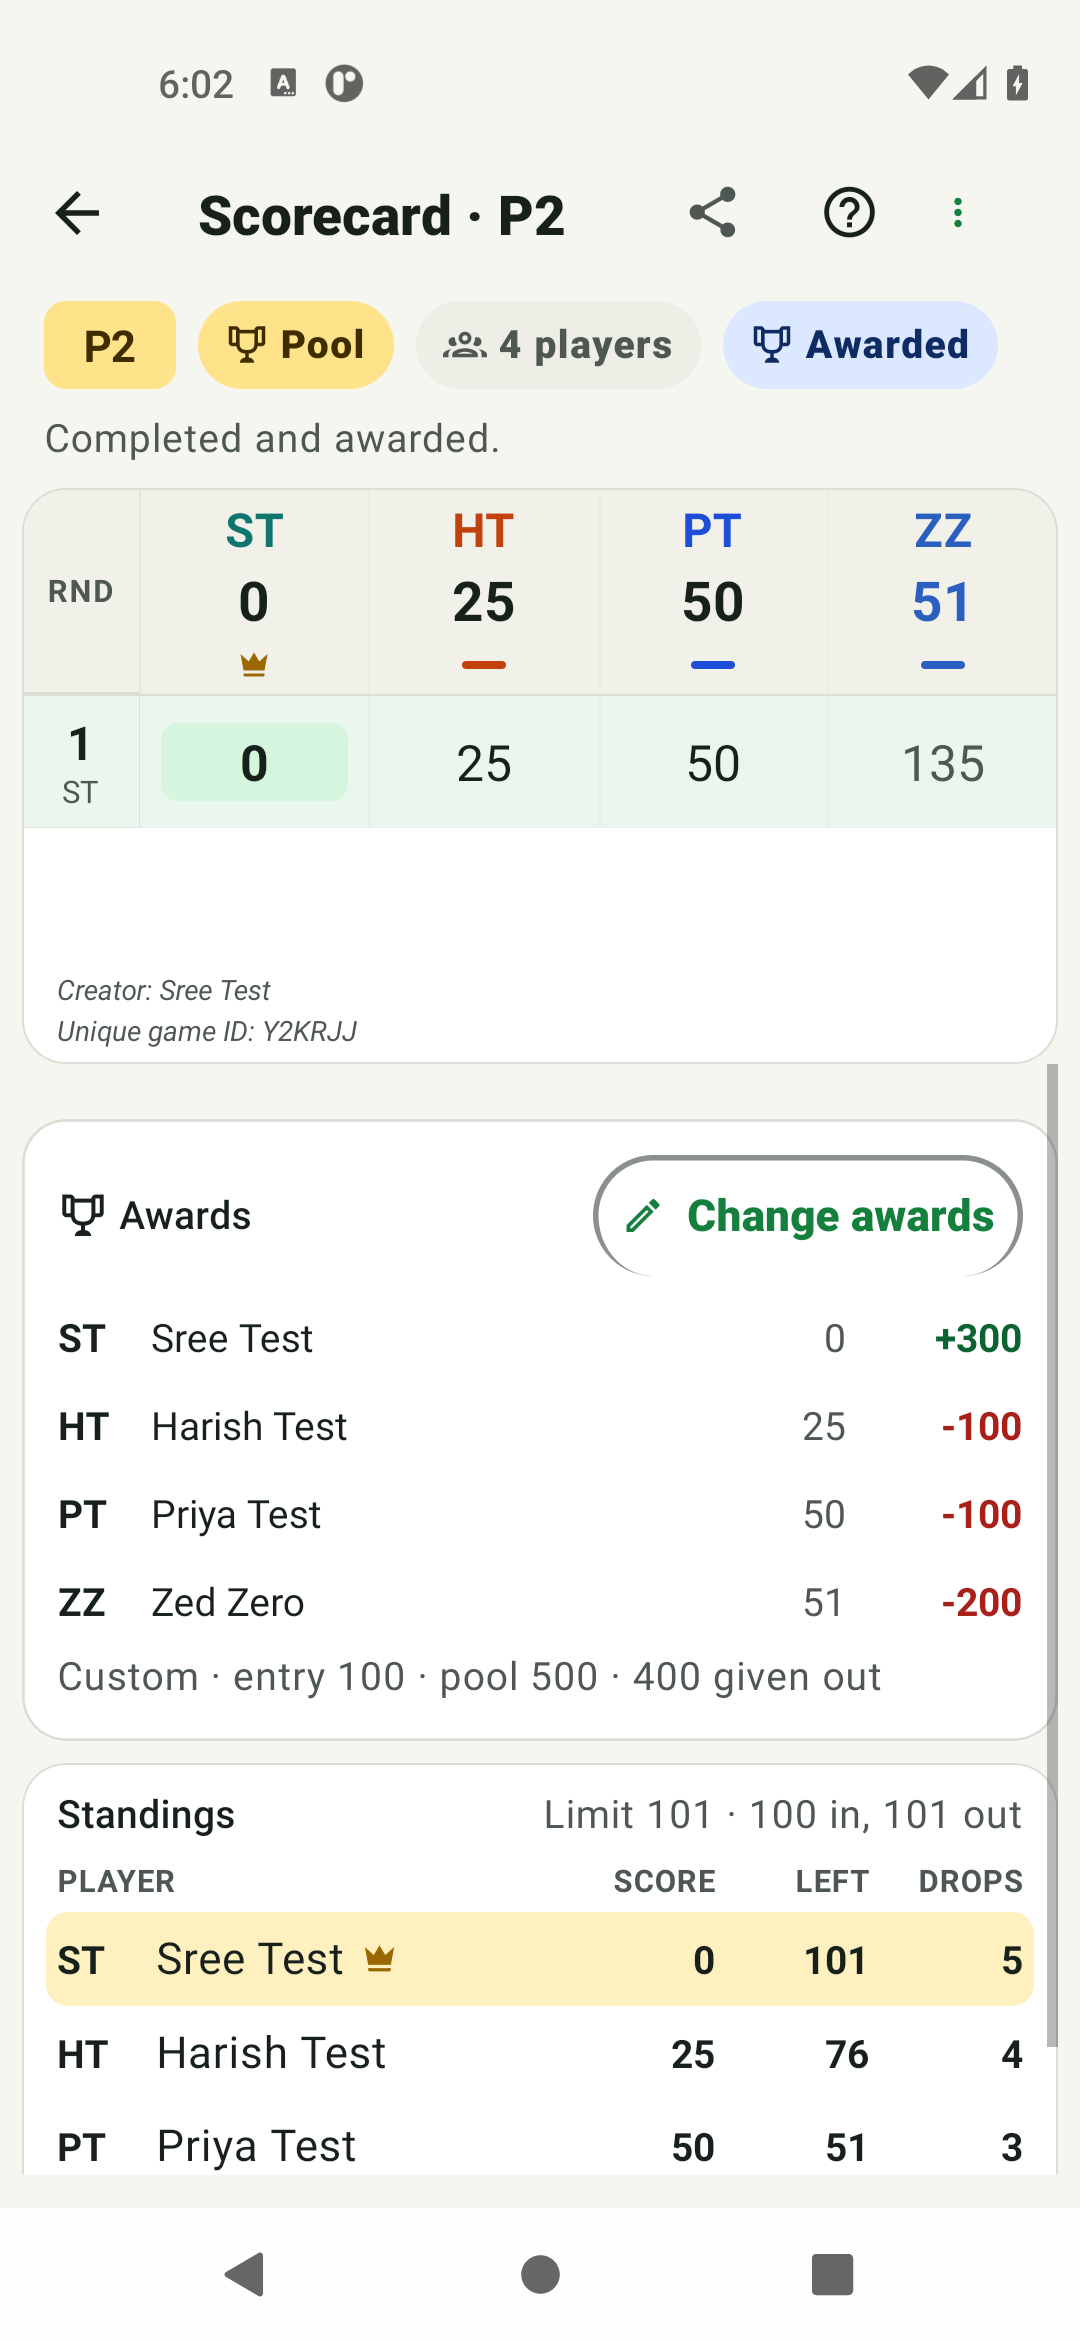 6:02
Scorecard · P2
P2 Pool 4 players Awarded
Completed and awarded.
RND ST HT PT ZZ
0 25 50 51
1 0 25 50 135
ST
Creator: Sree Test
Unique game ID: Y2KRJJ
Awards Change awards
ST Sree Test 0 +300
HT Harish Test 25 -100
PT Priya Test 50 -100
ZZ Zed Zero 51 -200
Custom · entry 100 · pool 500 · 400 given out
Standings Limit 101 · 100 in, 101 out
PLAYER SCORE LEFT DROPS
ST Sree Test 0 101 5
HT Harish Test 25 76 4
PT Priya Test 50 51 3